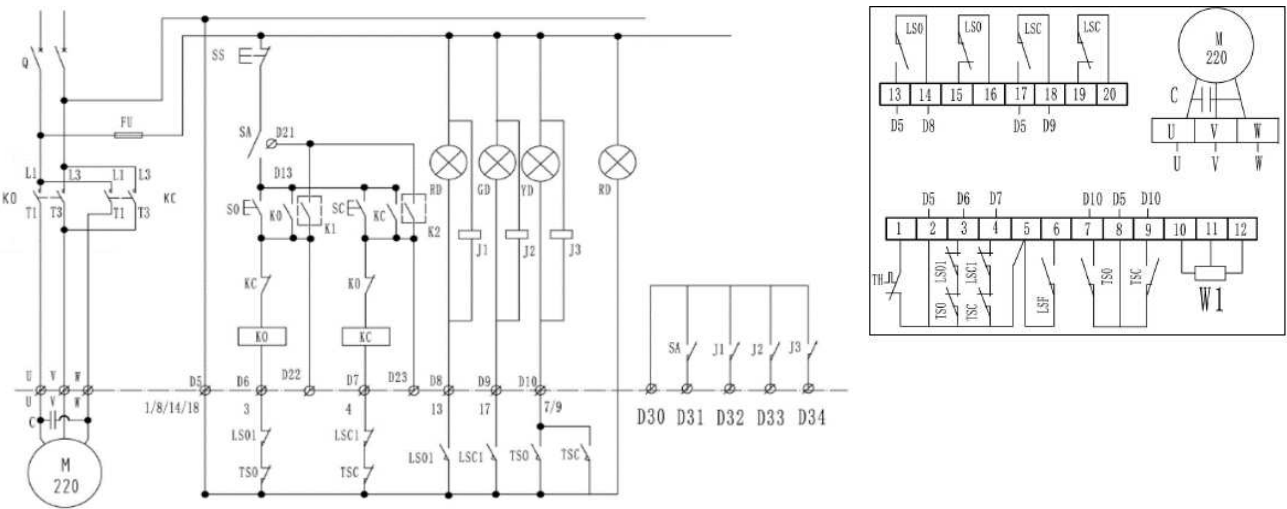 SS
Q
FU
SA
D21
L1
L3
L1
L3
D13
KO
T1
T3
T1
T3
KC
SO
KO
K1
SC
KC
K2
RD
GD
YD
RD
J1
J2
J3
KC
KO
KO
KC
SA
J1
J2
J3
U
V
W
D5
D6
D22
D7
D23
D8
D9
D10
U
V
W
1/8/14/18
3
4
13
17
7/9
D30
D31
D32
D33
D34
C
LSO1
LSC1
LSO1
LSC1
TSO
TSC
TSO
TSC
M
220
LSO
LSO
LSC
LSC
M
220
13
14
15
16
17
18
19
20
C
D5
D8
D5
D9
U
V
W
U
V
W
D5
D6
D7
D10
D5
D10
1
2
3
4
5
6
7
8
9
10
11
12
TH
LSO1
LSC1
TSO
TSC
LSF
TSO
TSC
W1